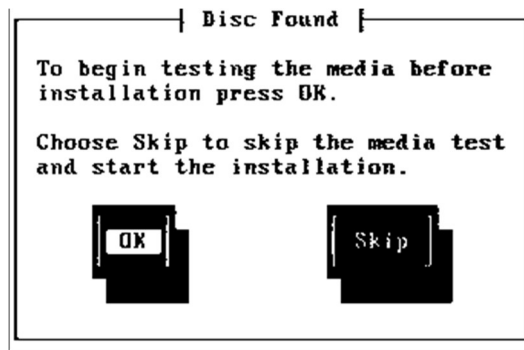 Disc Found
To begin testing the media before
installation press OK.
Choose Skip to skip the media test
and start the installation.
OK
Skip